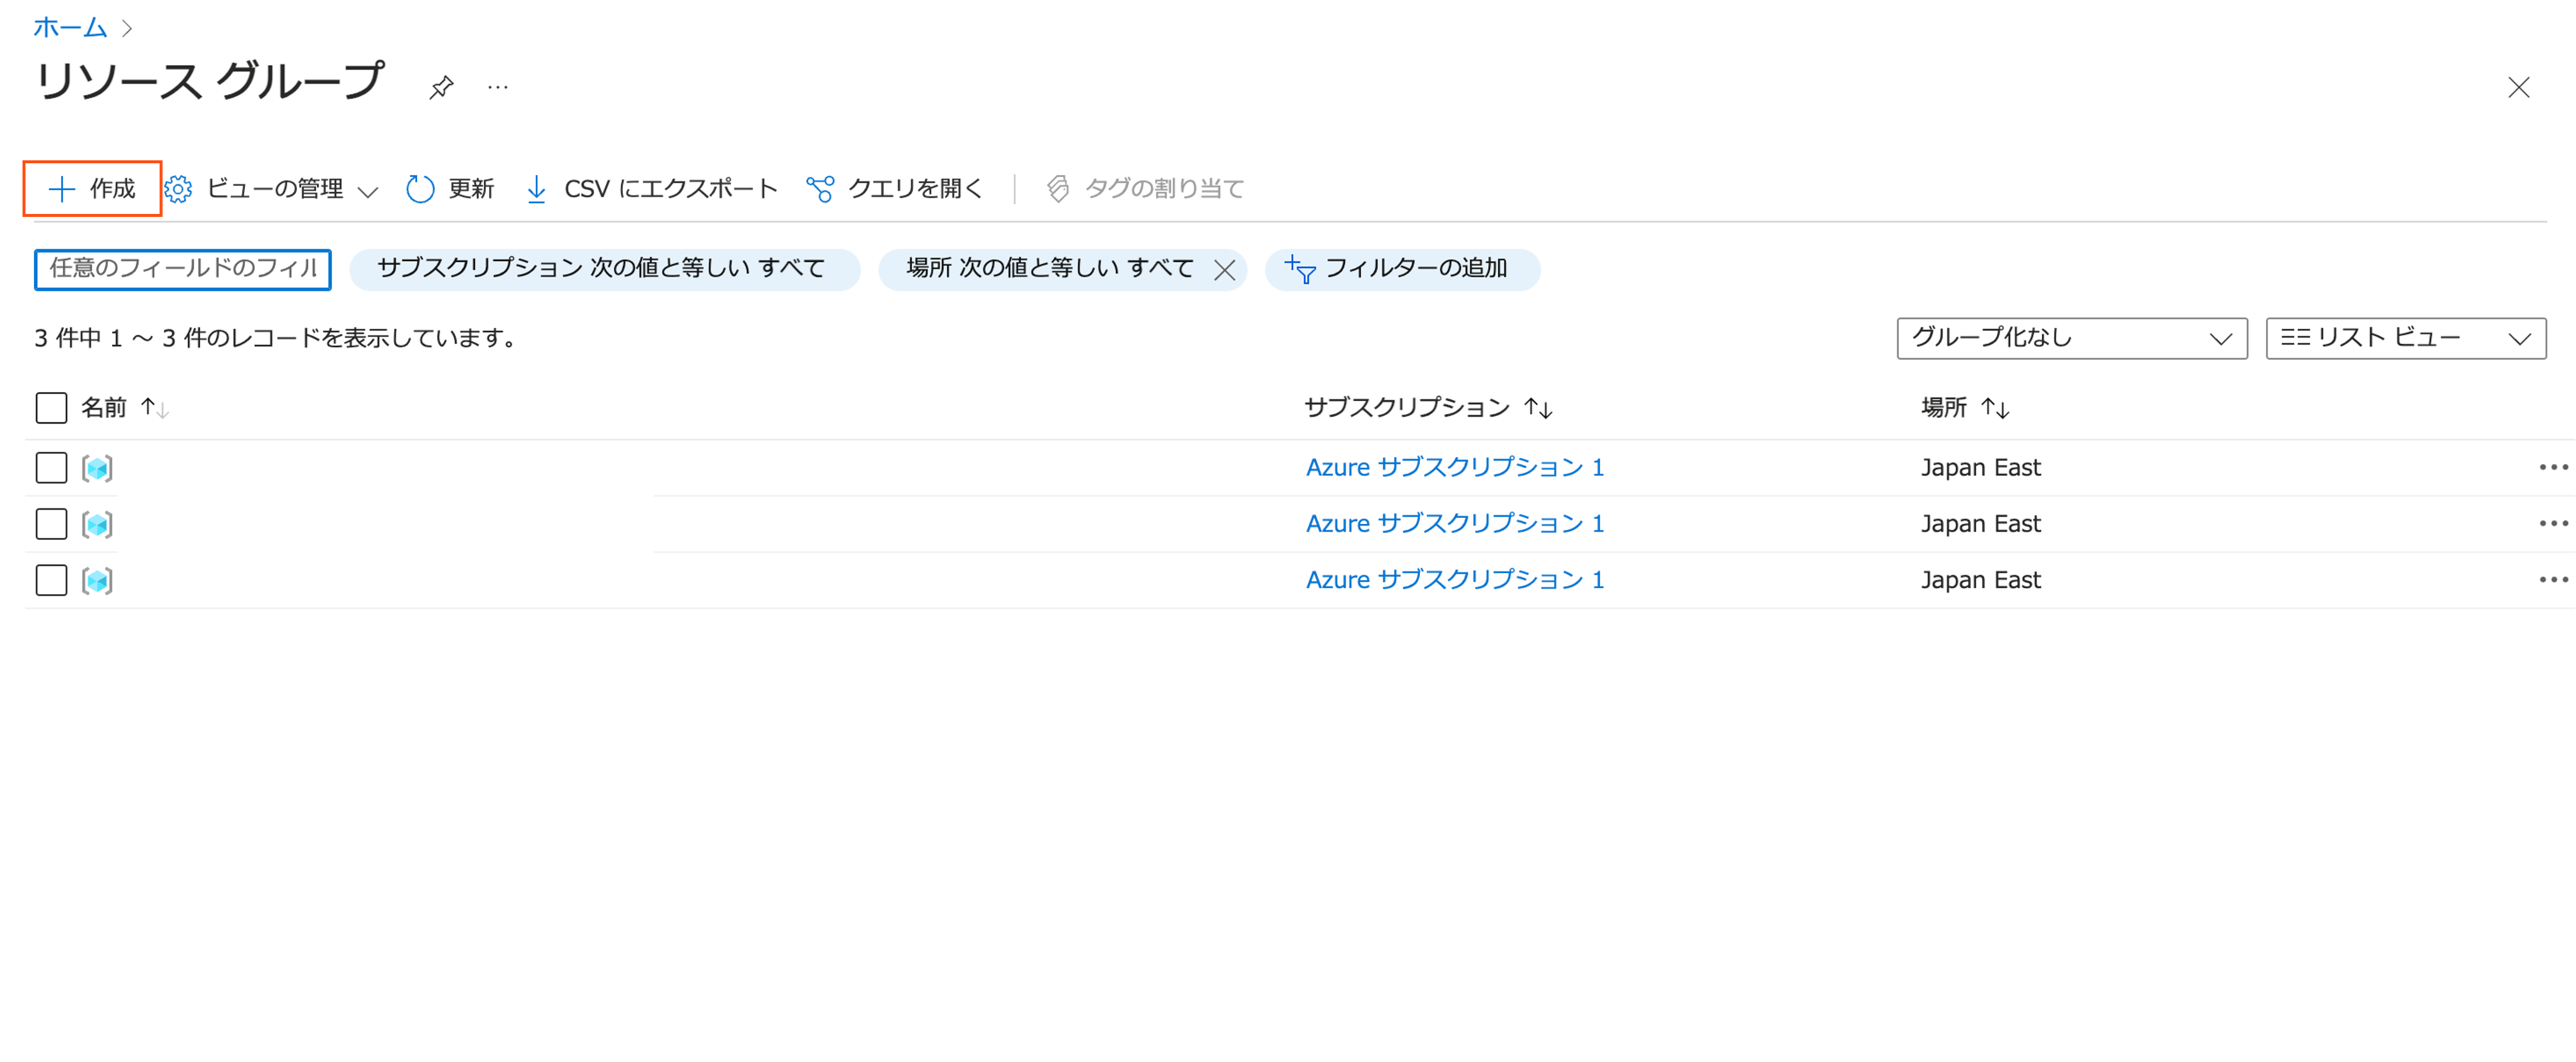 ホーム
リソース グループ
作成 ビューの管理 更新 CSV にエクスポート クエリを開く タグの割り当て
任意のフィールドのフィル サブスクリプション 次の値と等しい すべて 場所 次の値と等しい すべて フィルターの追加
3 件中 1 ～ 3 件のレコードを表示しています。 グループ化なし リスト ビュー
名前 サブスクリプション 場所
Azure サブスクリプション 1 Japan East
Azure サブスクリプション 1 Japan East
Azure サブスクリプション 1 Japan East